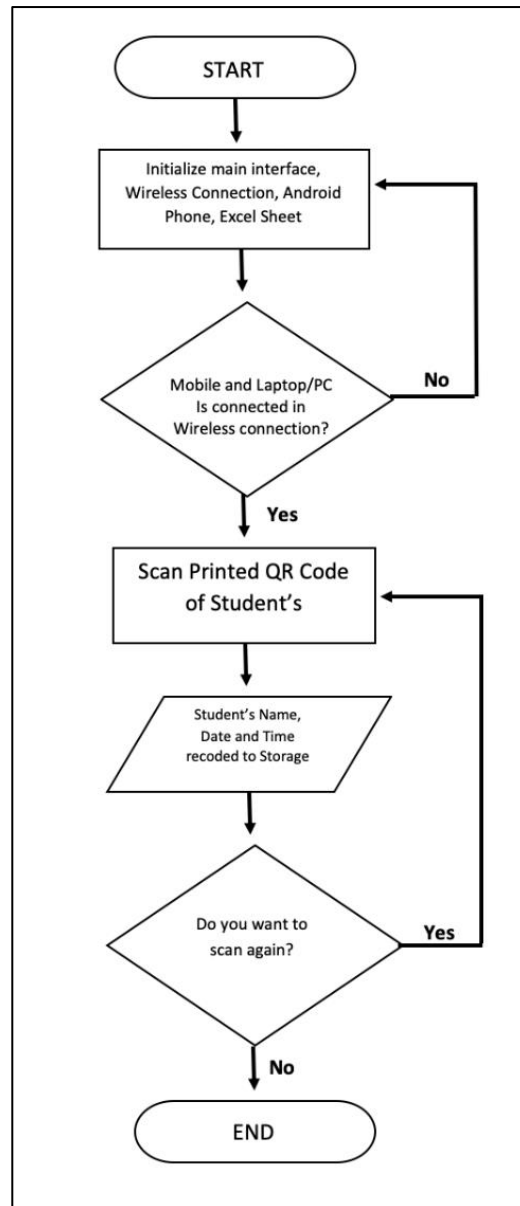 START
Initialize main interface,
Wireless Connection, Android
Phone, Excel Sheet
Mobile and Laptop/PC
Is connected in
Wireless connection?
No
Yes
Scan Printed QR Code
of Student's
Student's Name,
Date and Time
recoded to Storage
Do you want to
scan again?
Yes
No
END